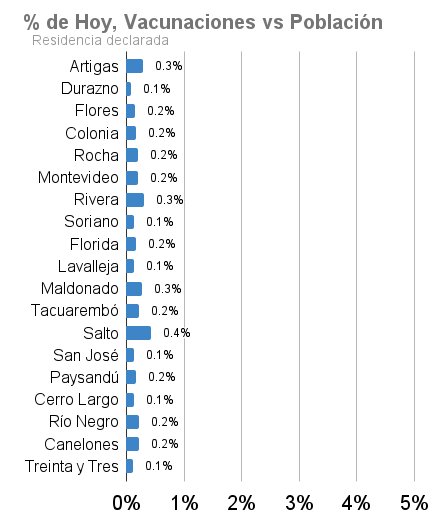 % de Hoy, Vacunaciones vs Población
Residencia declarada
Artigas 0.3%
Durazno 0.1%
Flores 0.2%
Colonia 0.2%
Rocha 0.2%
Montevideo 0.2%
Rivera 0.3%
Soriano 0.1%
Florida 0.2%
Lavalleja 0.1%
Maldonado 0.3%
Tacuarembó 0.2%
Salto 0.4%
San José 0.1%
Paysandú 0.2%
Cerro Largo 0.1%
Río Negro 0.2%
Canelones 0.2%
Treinta y Tres 0.1%
0% 1% 2% 3% 4% 5%